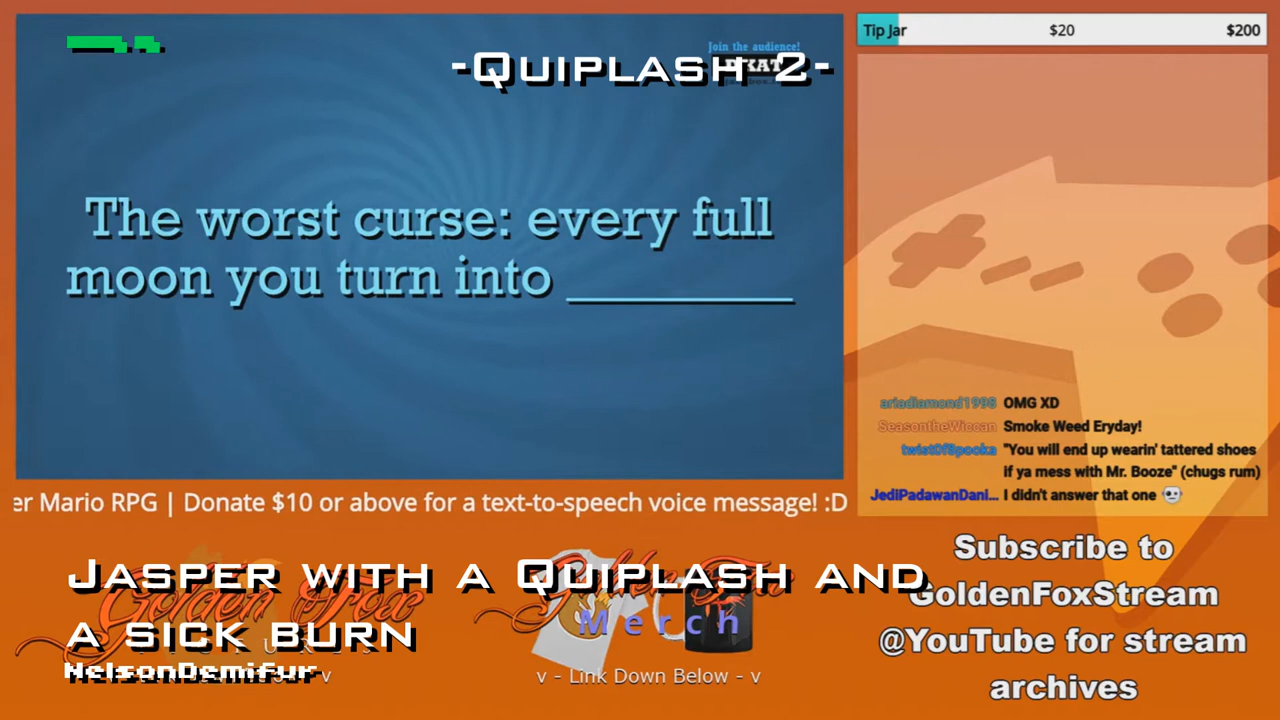 -Quiplash 2-
Join the audience!
The worst curse: every full
moon you turn into ________
Tip Jar $20 $200
ariediamond1998 OMG XD
SeasontheWiccan Smoke Weed Eryday!
twist0f8pooka "You will end up wearin' tattered shoes
if ya mess with Mr. Booze" (chugs rum)
JediPadawanDani... I didn't answer that one
er Mario RPG | Donate $10 or above for a text-to-speech voice message! :D
Jasper with a Quiplash and
a sick burn
NelsonDemifur
Golden Fox
Merch
v - Link Down Below - v
Subscribe to
GoldenFoxStream
@YouTube for stream
archives